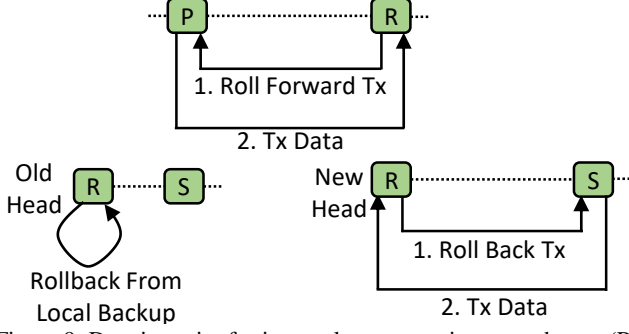 P R
1. Roll Forward Tx
2. Tx Data
Old
Head
R S
Rollback From
Local Backup
New
Head
R S
1. Roll Back Tx
2. Tx Data